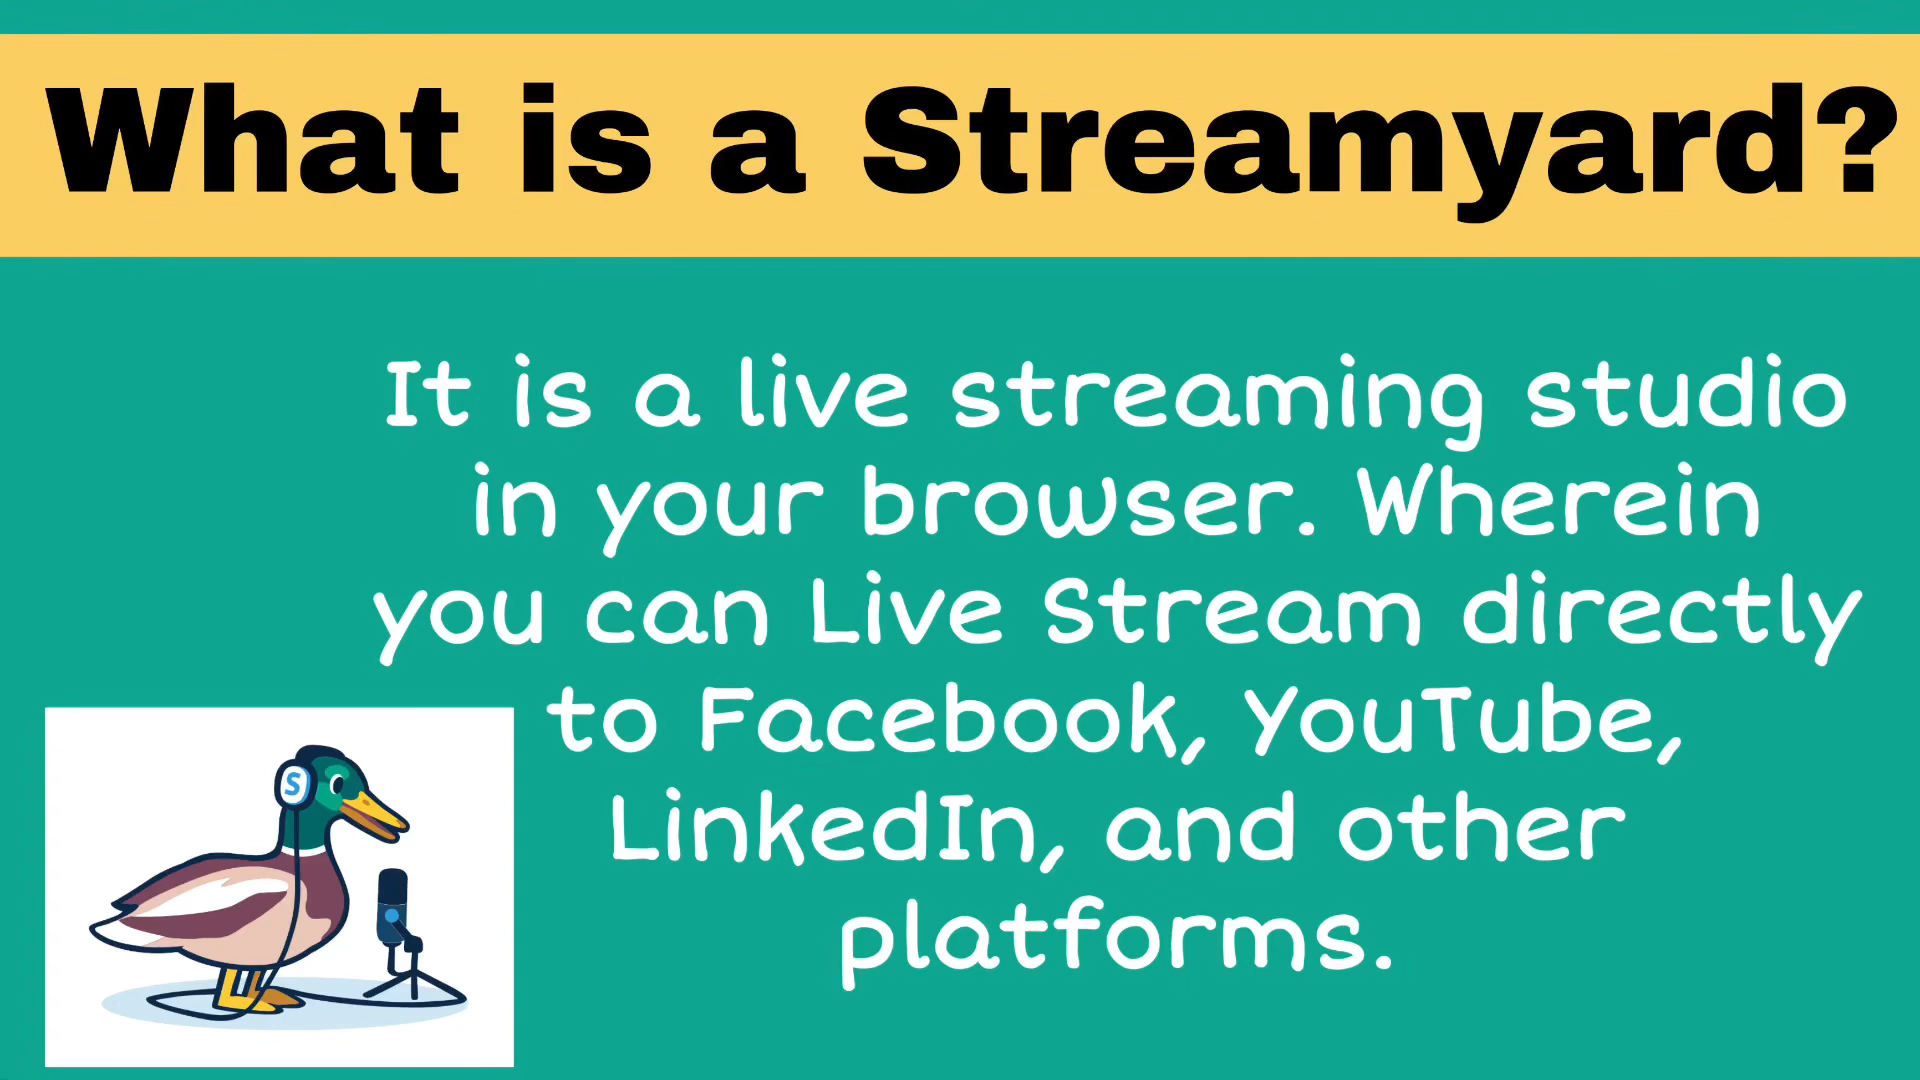 What is a Streamyard?
It is a live streaming studio
in your browser. Wherein
you can Live Stream directly
to Facebook, YouTube,
LinkedIn, and other
platforms.
S